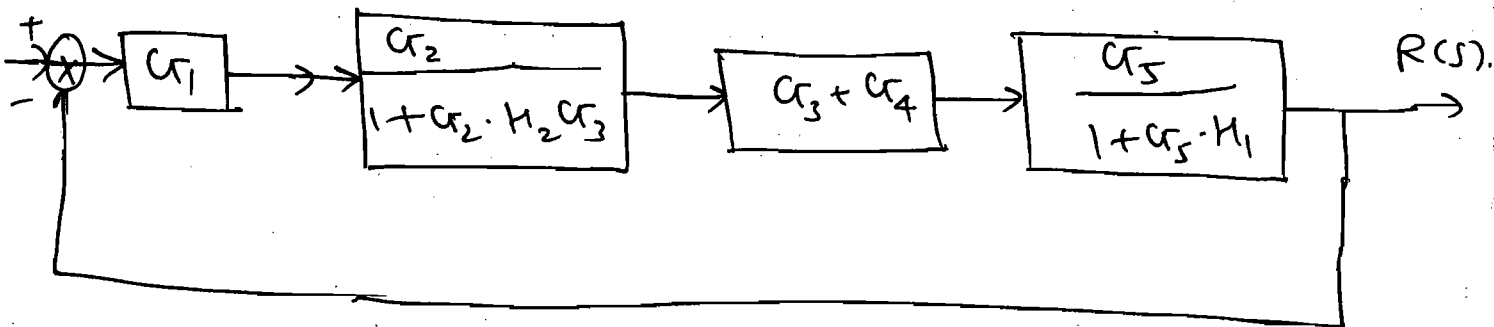 +
-
G₁
G₂
1+G₂·H₂G₃
G₃+G₄
G₅
1+G₅·H₁
R(s).